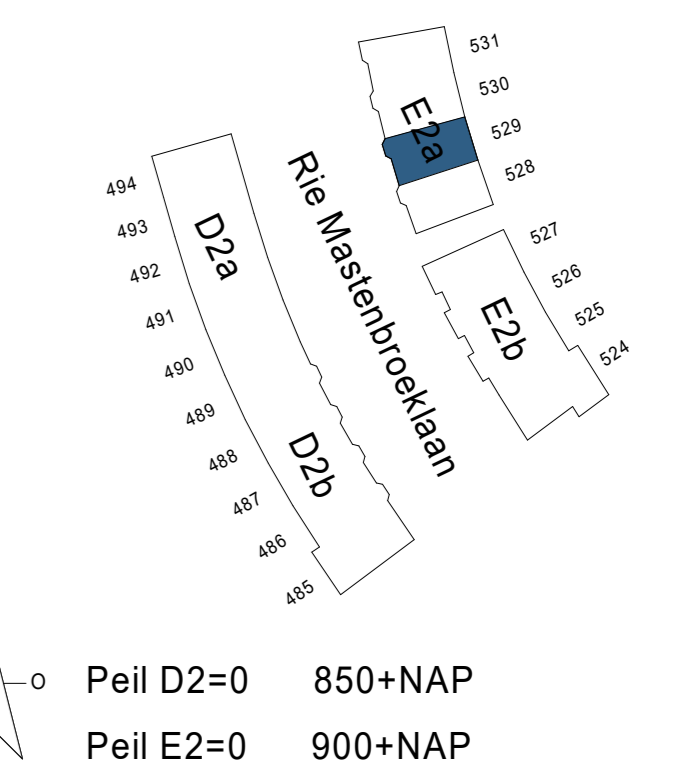 531
530
529
528
E2a
494
493
492
491
490
489
488
487
486
485
D2a
D2b
Rie Mastenbroeklaan
527
526
525
524
E2b
O
Peil D2=0 850+NAP
Peil E2=0 900+NAP